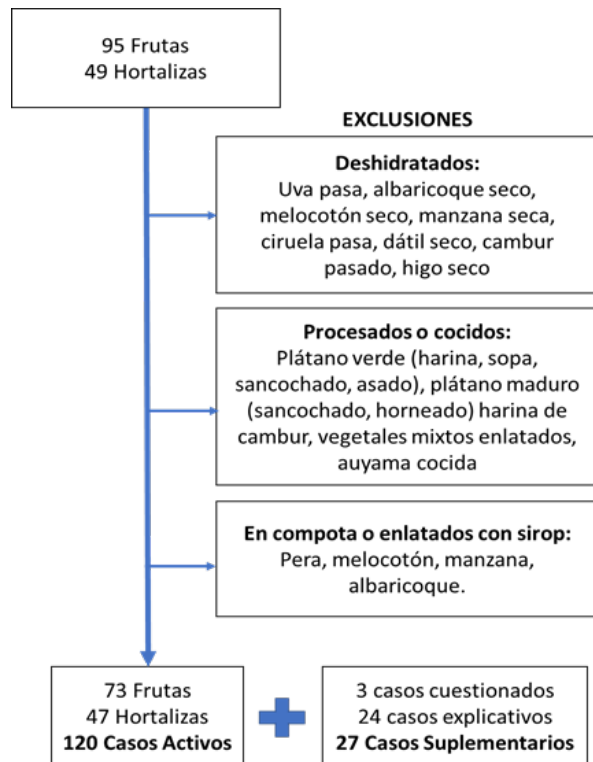 95 Frutas
49 Hortalizas
EXCLUSIONES
Deshidratados:
Uva pasa, albaricoque seco,
melocotón seco, manzana seca,
ciruela pasa, dátil seco, cambur
pasado, higo seco
Procesados o cocidos:
Plátano verde (harina, sopa,
sancochado, asado), plátano maduro
(sancochado, horneado) harina de
cambur, vegetales mixtos enlatados,
auyama cocida
En compota o enlatados con sirop:
Pera, melocotón, manzana,
albaricoque.
73 Frutas
47 Hortalizas
120 Casos Activos
3 casos cuestionados
24 casos explicativos
27 Casos Suplementarios